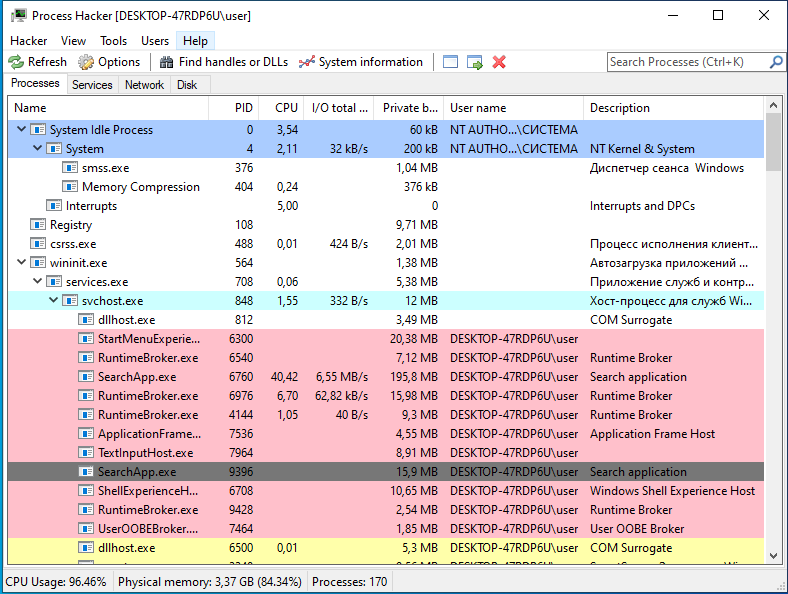 Process Hacker [DESKTOP-47RDP6U\user]
Hacker View Tools Users Help
Refresh Options Find handles or DLLs System information Search Processes (Ctrl+K)
Processes Services Network Disk
Name PID CPU I/O total ... Private b... User name Description
System Idle Process 0 3,54 60 kB NT AUTHO...\СИСТЕМА
System 4 2,11 32 kB/s 200 kB NT AUTHO...\СИСТЕМА NT Kernel & System
smss.exe 376 1,04 MB Диспетчер сеанса Windows
Memory Compression 404 0,24 376 kB
Interrupts 5,00 0 Interrupts and DPCs
Registry 108 9,71 MB
csrss.exe 488 0,01 424 B/s 2,01 MB Процесс исполнения клиент...
wininit.exe 564 1,38 MB Автозагрузка приложений ...
services.exe 708 0,06 5,38 MB Приложение служб и контр...
svchost.exe 848 1,55 332 B/s 12 MB Хост-процесс для служб Wi...
dllhost.exe 812 3,49 MB COM Surrogate
StartMenuExperie... 6300 20,38 MB DESKTOP-47RDP6U\user
RuntimeBroker.exe 6540 7,12 MB DESKTOP-47RDP6U\user Runtime Broker
SearchApp.exe 6760 40,42 6,55 MB/s 195,8 MB DESKTOP-47RDP6U\user Search application
RuntimeBroker.exe 6976 6,70 62,82 kB/s 15,98 MB DESKTOP-47RDP6U\user Runtime Broker
RuntimeBroker.exe 4144 1,05 40 B/s 9,3 MB DESKTOP-47RDP6U\user Runtime Broker
ApplicationFrame... 7536 4,55 MB DESKTOP-47RDP6U\user Application Frame Host
TextInputHost.exe 7964 8,91 MB DESKTOP-47RDP6U\user
SearchApp.exe 9396 15,9 MB DESKTOP-47RDP6U\user Search application
ShellExperienceH... 6708 10,65 MB DESKTOP-47RDP6U\user Windows Shell Experience Host
RuntimeBroker.exe 9428 2,54 MB DESKTOP-47RDP6U\user Runtime Broker
UserOOBEBroker.... 7464 1,85 MB DESKTOP-47RDP6U\user User OOBE Broker
dllhost.exe 6500 0,01 5,3 MB DESKTOP-47RDP6U\user COM Surrogate
CPU Usage: 96.46% Physical memory: 3,37 GB (84.34%) Processes: 170